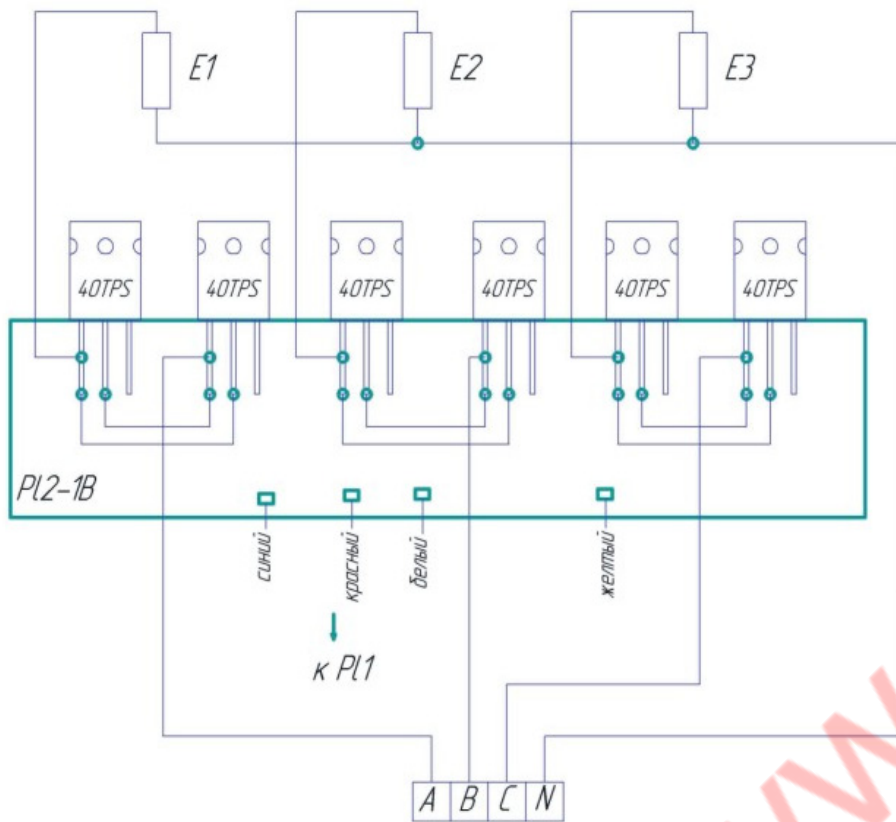 E1 E2 E3
40TPS 40TPS 40TPS 40TPS 40TPS 40TPS
Pl2-1B
синий
красный
белый
желтый
к Pl1
A B C N
W